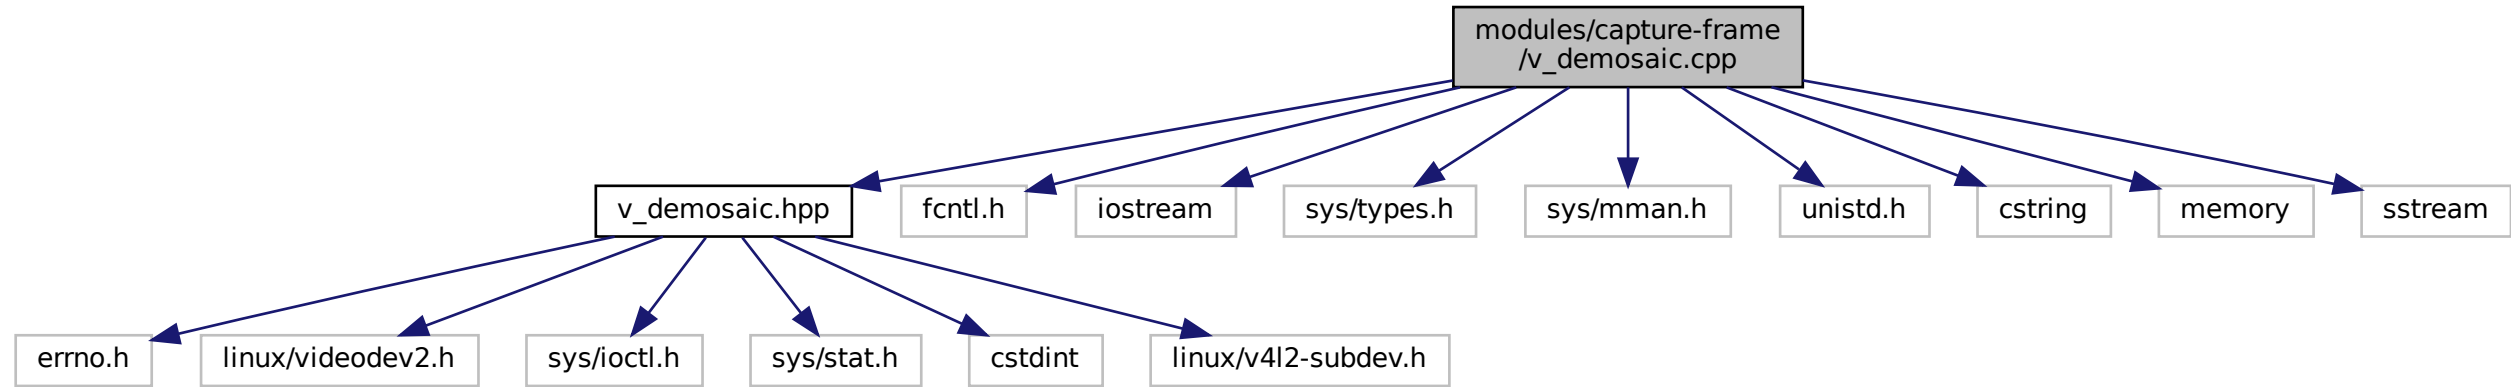 modules/capture-frame
/v_demosaic.cpp
v_demosaic.hpp
fcntl.h
iostream
sys/types.h
sys/mman.h
unistd.h
cstring
memory
sstream
errno.h
linux/videodev2.h
sys/ioctl.h
sys/stat.h
cstdint
linux/v4l2-subdev.h